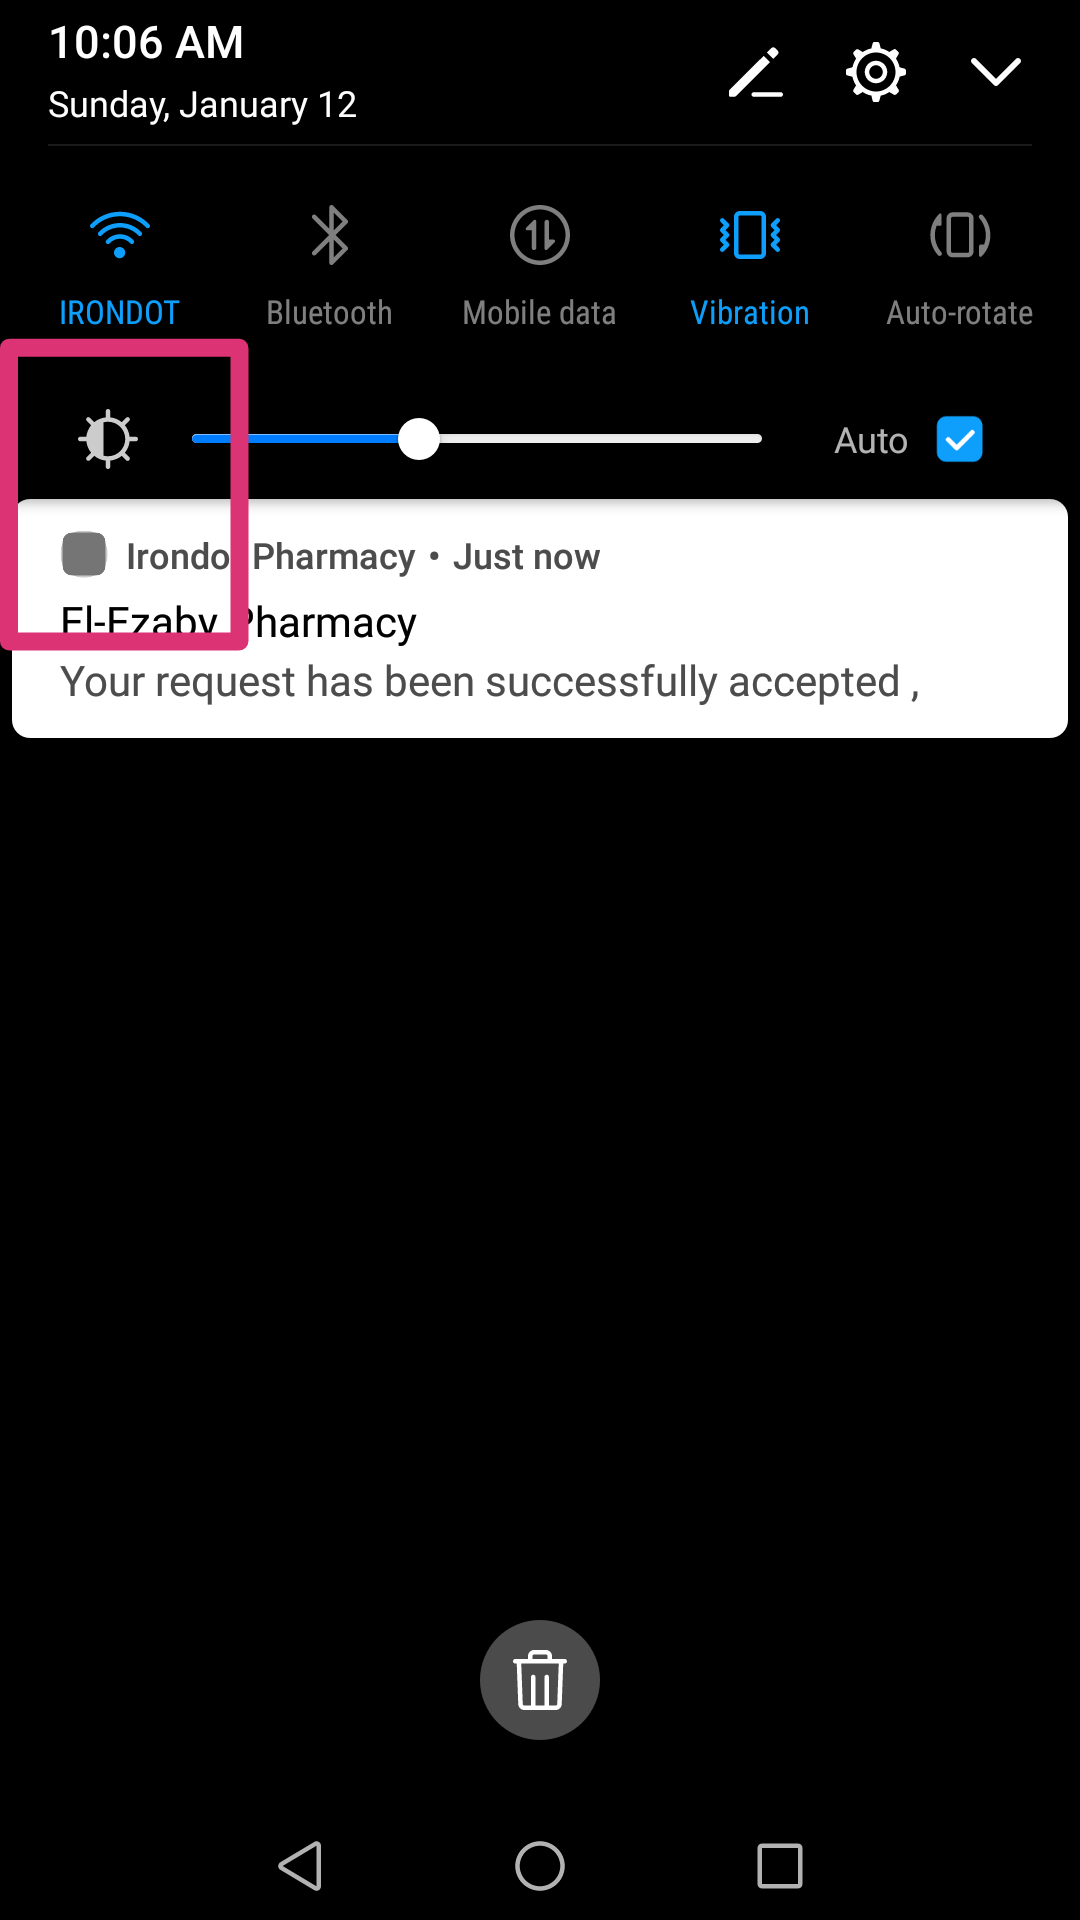 10:06 AM
Sunday, January 12
IRONDOT Bluetooth Mobile data Vibration Auto-rotate
Auto
Irondo Pharmacy • Just now
El-Ezaby Pharmacy
Your request has been successfully accepted ,